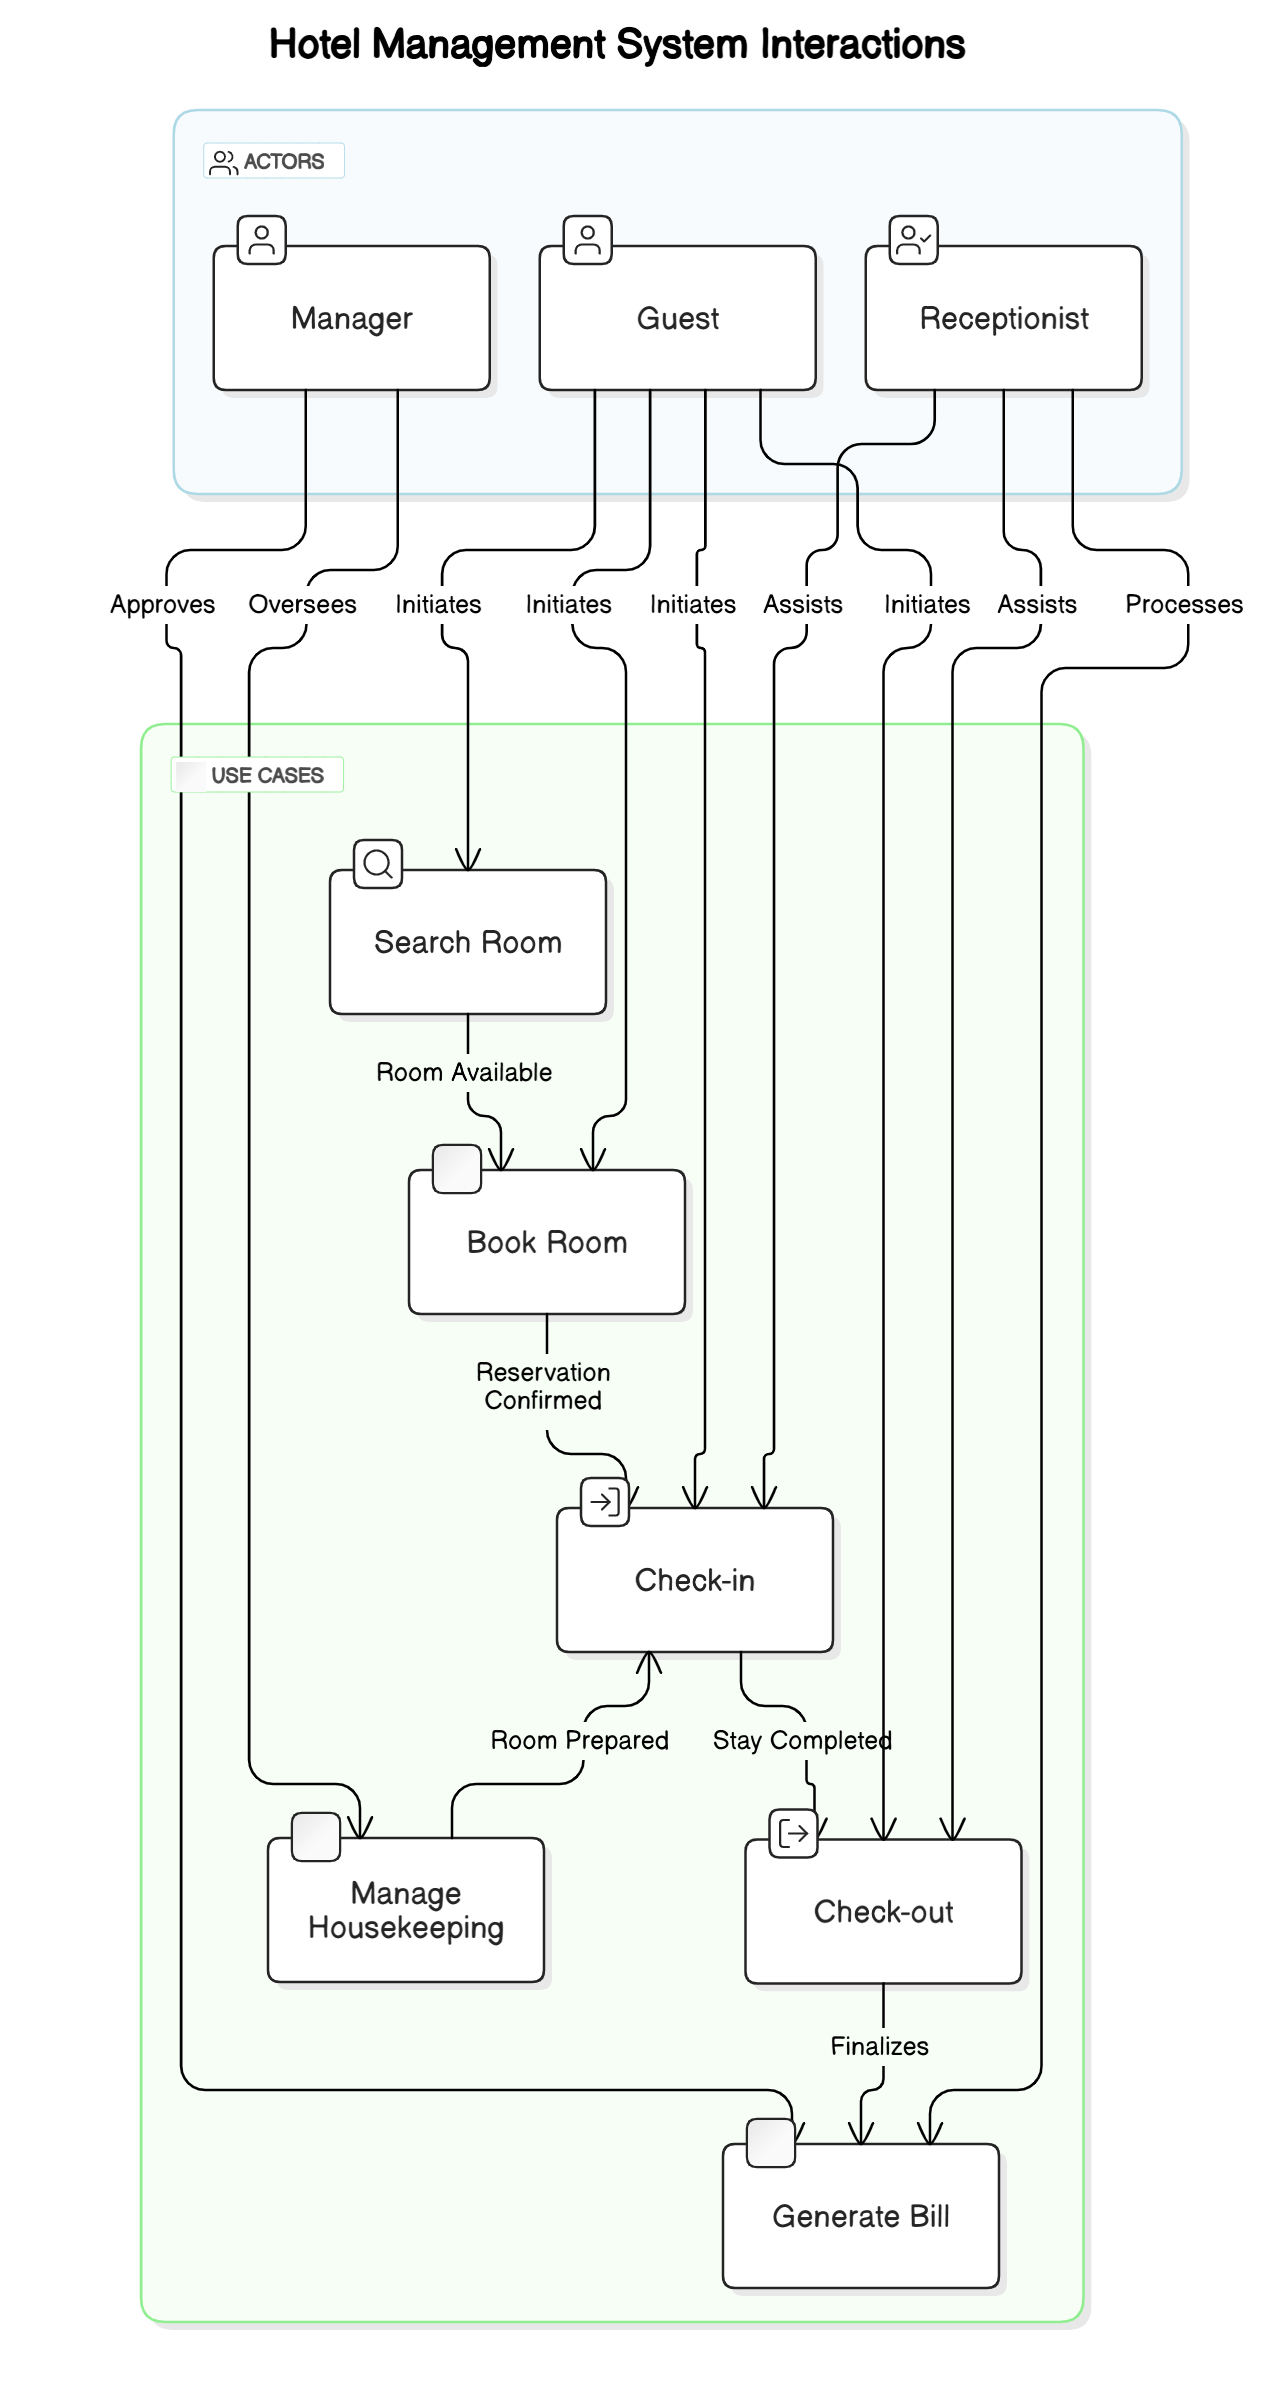 Hotel Management System Interactions
ACTORS
Manager
Guest
Receptionist
Approves
Oversees
Initiates
Initiates
Initiates
Assists
Initiates
Assists
Processes
USE CASES
Search Room
Room Available
Book Room
Reservation
Confirmed
Check-in
Room Prepared
Stay Completed
Manage
Housekeeping
Check-out
Finalizes
Generate Bill